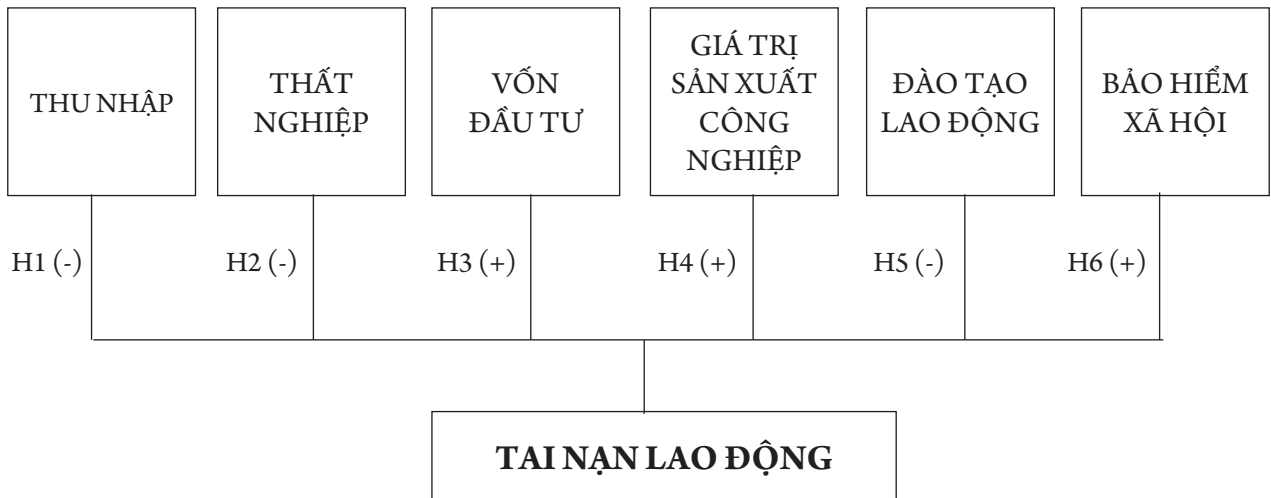 THU NHẬP
THẤT
NGHIỆP
VỐN
ĐẦU TƯ
GIÁ TRỊ
SẢN XUẤT
CÔNG
NGHIỆP
ĐÀO TẠO
LAO ĐỘNG
BẢO HIỂM
XÃ HỘI
H1 (-)
H2 (-)
H3 (+)
H4 (+)
H5 (-)
H6 (+)
TAI NẠN LAO ĐỘNG